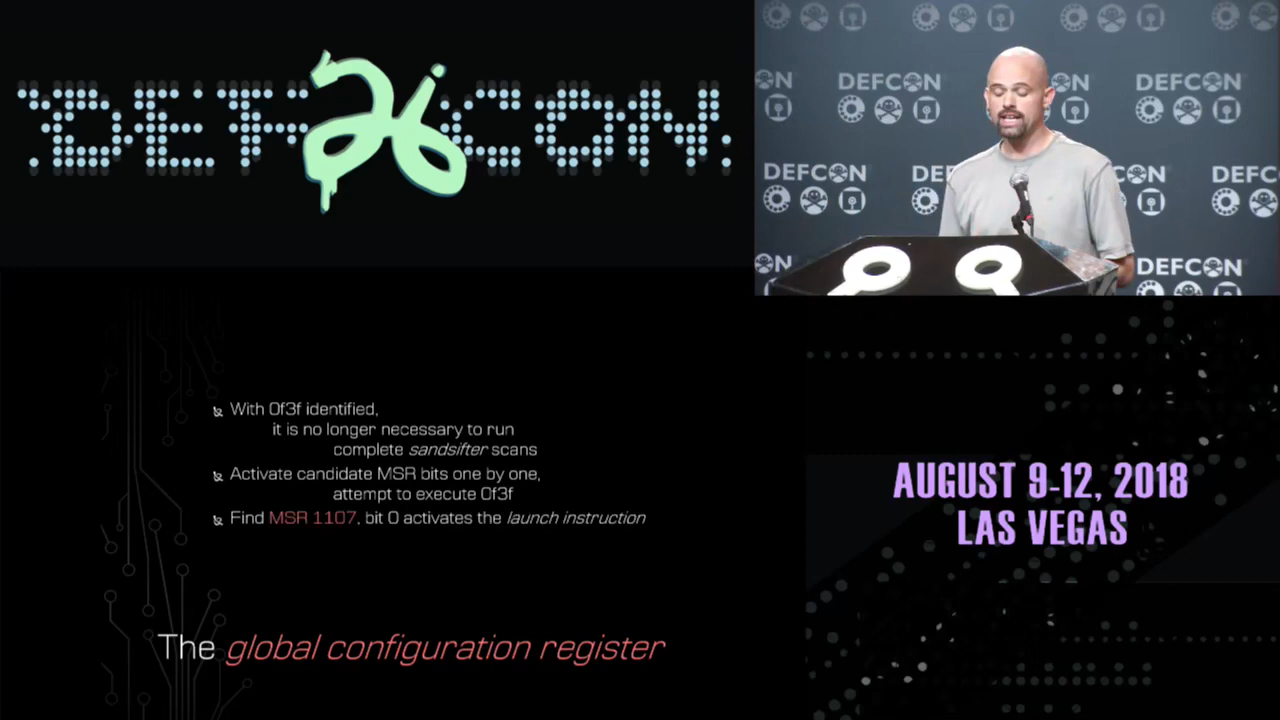 DEF 26 CON
DEFCON
DEFCON
DEFCON
DEFCON
DEFCON
With 0f3f identified,
it is no longer necessary to run
complete sandsifter scans
Activate candidate MSR bits one by one,
attempt to execute 0f3f
Find MSR 1107, bit 0 activates the launch instruction
The global configuration register
AUGUST 9-12, 2018
LAS VEGAS